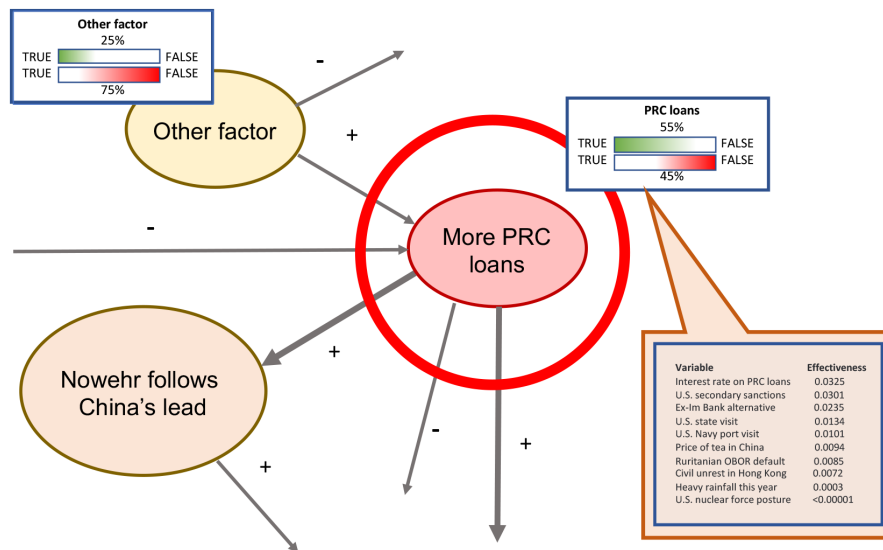 Other factor
25%
TRUE FALSE
TRUE FALSE
75%
-
Other factor
+
PRC loans
55%
TRUE FALSE
TRUE FALSE
45%
-
More PRC
loans
+
Nowehr follows
China's lead
-
+
+
Variable Effectiveness
Interest rate on PRC loans 0.0325
U.S. secondary sanctions 0.0301
Ex-Im Bank alternative 0.0235
U.S. state visit 0.0134
U.S. Navy port visit 0.0101
Price of tea in China 0.0094
Ruritanian OBOR default 0.0085
Civil unrest in Hong Kong 0.0072
Heavy rainfall this year 0.0003
U.S. nuclear force posture <0.00001